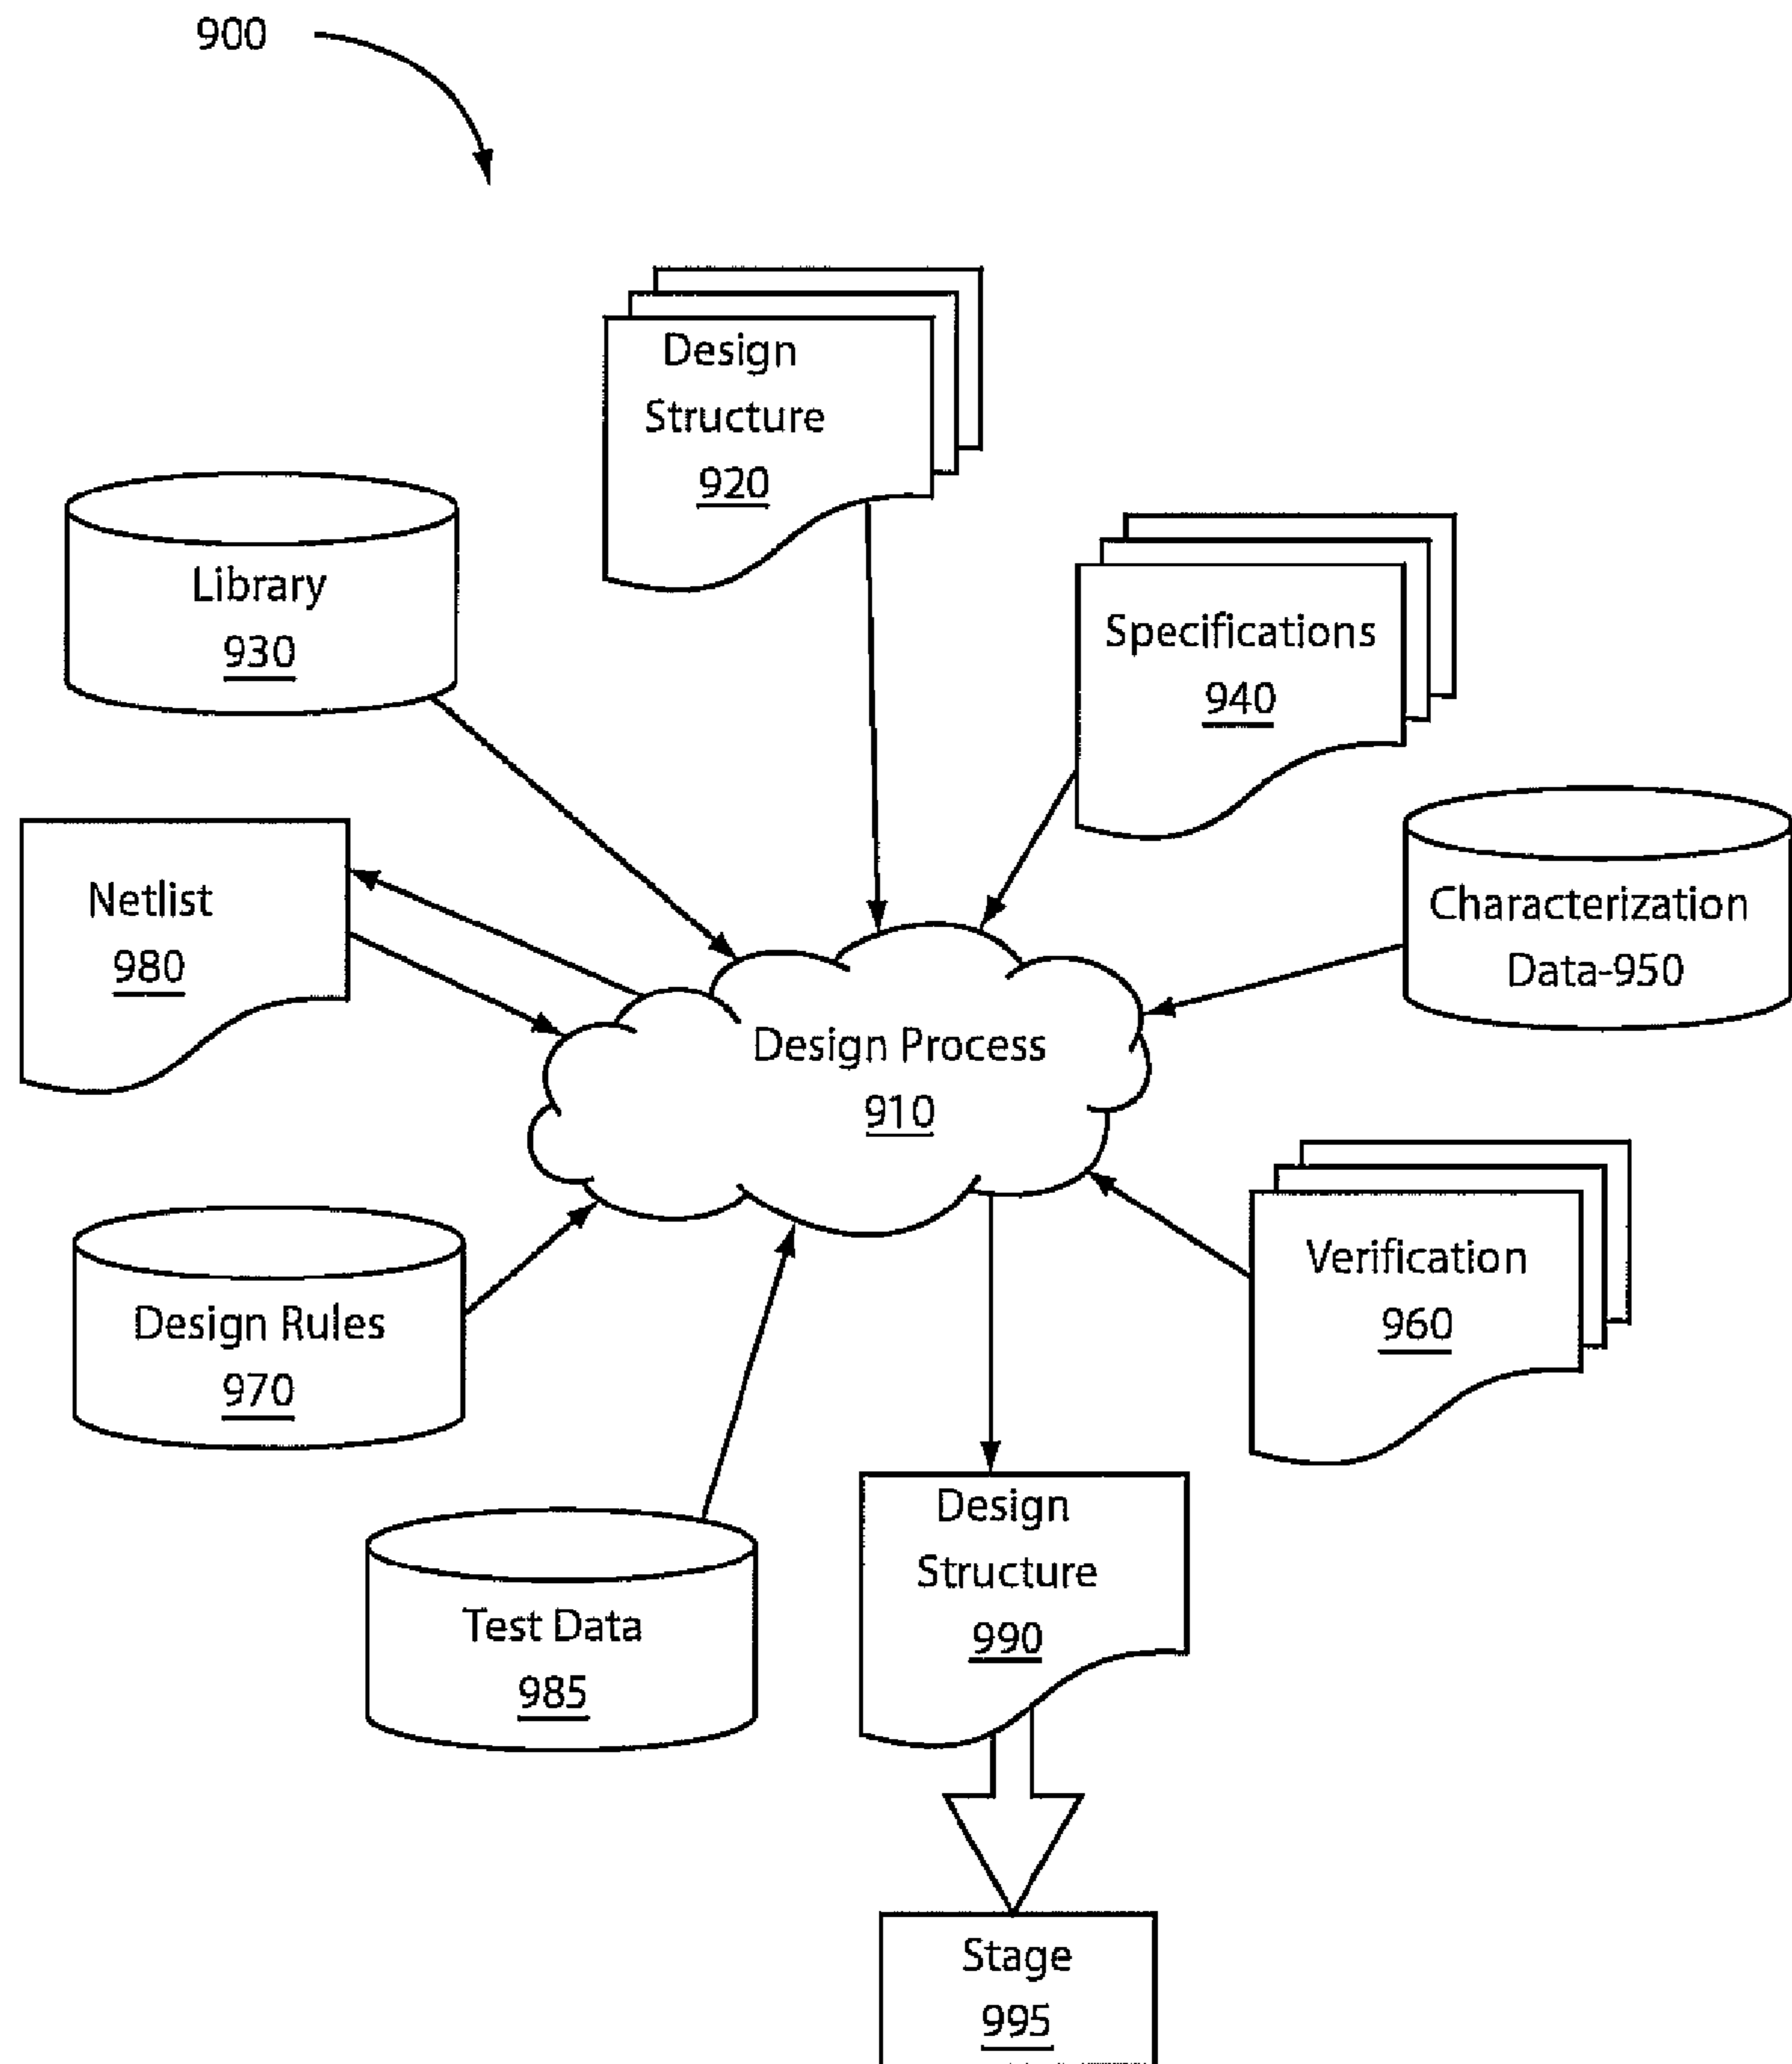 900
Design
Structure
920
Library
930
Specifications
940
Netlist
980
Characterization
Data-950
Design Process
910
Verification
960
Design Rules
970
Design
Structure
990
Test Data
985
Stage
995